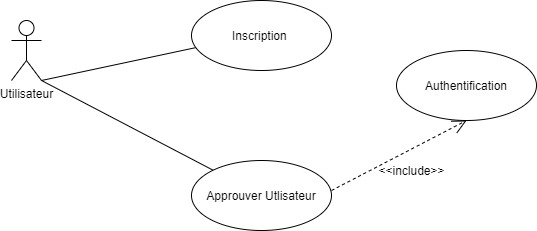 Inscription
Authentification
Utilisateur
<<include>>
Approuver Utlisateur